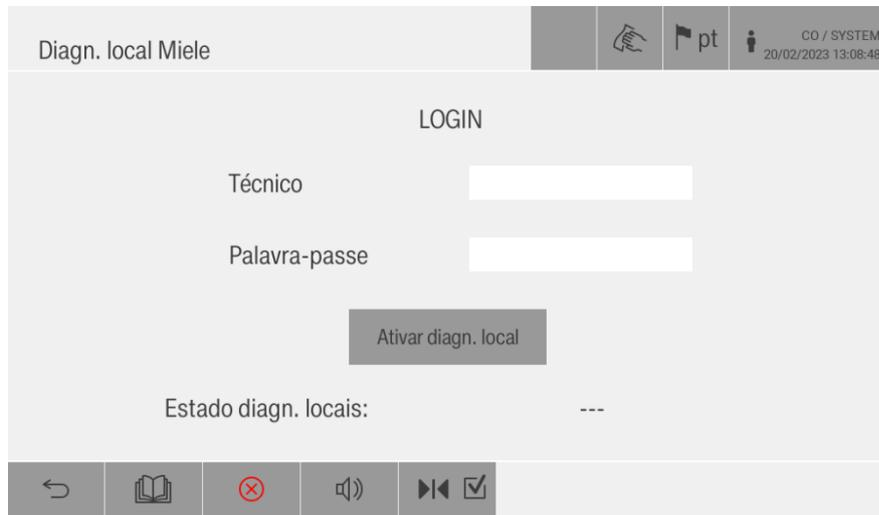 Diagn. local Miele
pt
CO / SYSTEM
20/02/2023 13:08:48
LOGIN
Técnico
Palavra-passe
Ativar diagn. local
Estado diagn. locais: ---